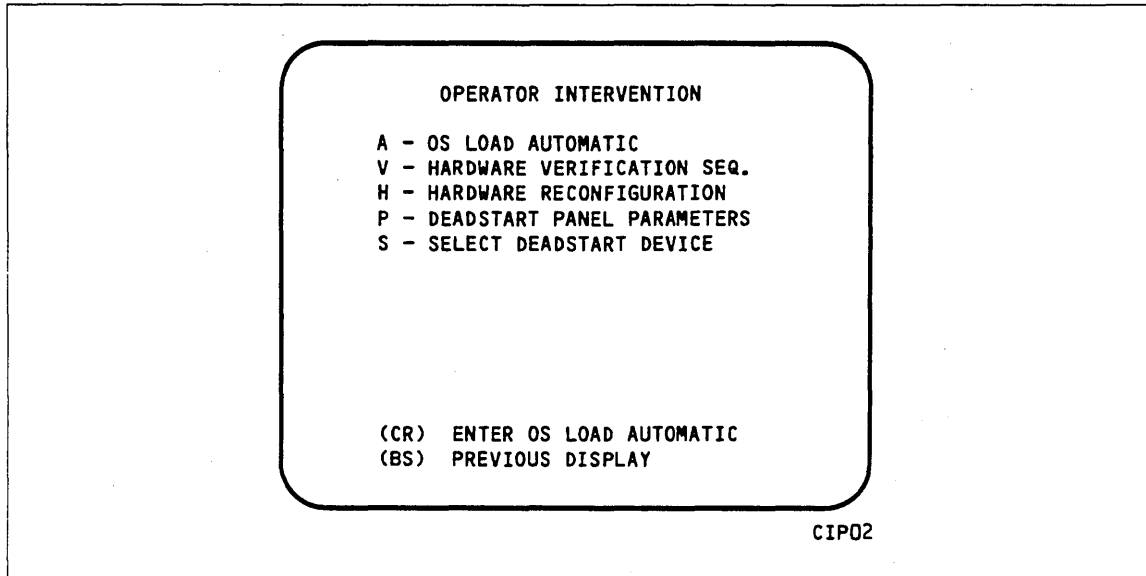 OPERATOR INTERVENTION
A - OS LOAD AUTOMATIC
V - HARDWARE VERIFICATION SEQ.
H - HARDWARE RECONFIGURATION
P - DEADSTART PANEL PARAMETERS
S - SELECT DEADSTART DEVICE
(CR) ENTER OS LOAD AUTOMATIC
(BS) PREVIOUS DISPLAY
CIP02